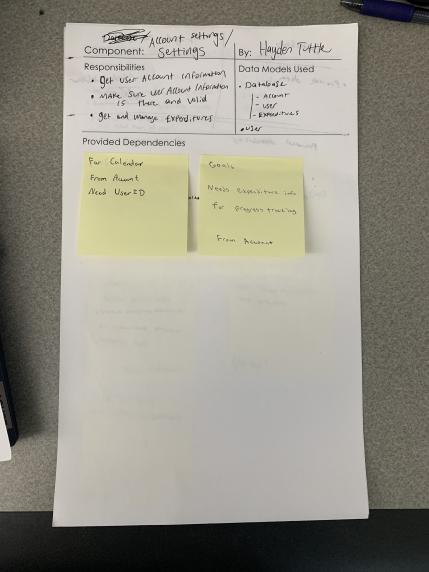 Account settings/
Component: Settings
By: Hayden Tuttle
Responsibilities
• get user Account information
• Make sure user Account Information
is there and valid
• get and manage Expenditures
Data Models Used
• Database
- Account
- User
- Expenditures
• user
Provided Dependencies
For Calendar
From Account
Need User ID
Goals
Needs expenditure info
for progress tracking
From Account